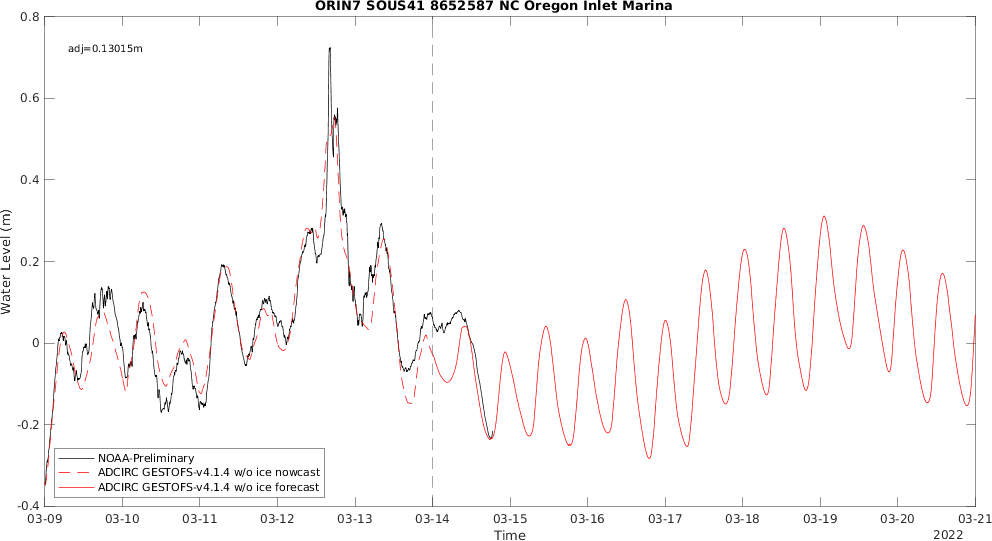 ORIN7 SOUS41 8652587 NC Oregon Inlet Marina
adj=0.13015m
Water Level (m)
0.8
0.6
0.4
0.2
0
-0.2
-0.4
NOAA-Preliminary
ADCIRC GESTOFS-v4.1.4 w/o ice nowcast
ADCIRC GESTOFS-v4.1.4 w/o ice forecast
03-09 03-10 03-11 03-12 03-13 03-14 03-15 03-16 03-17 03-18 03-19 03-20 03-21
Time
2022